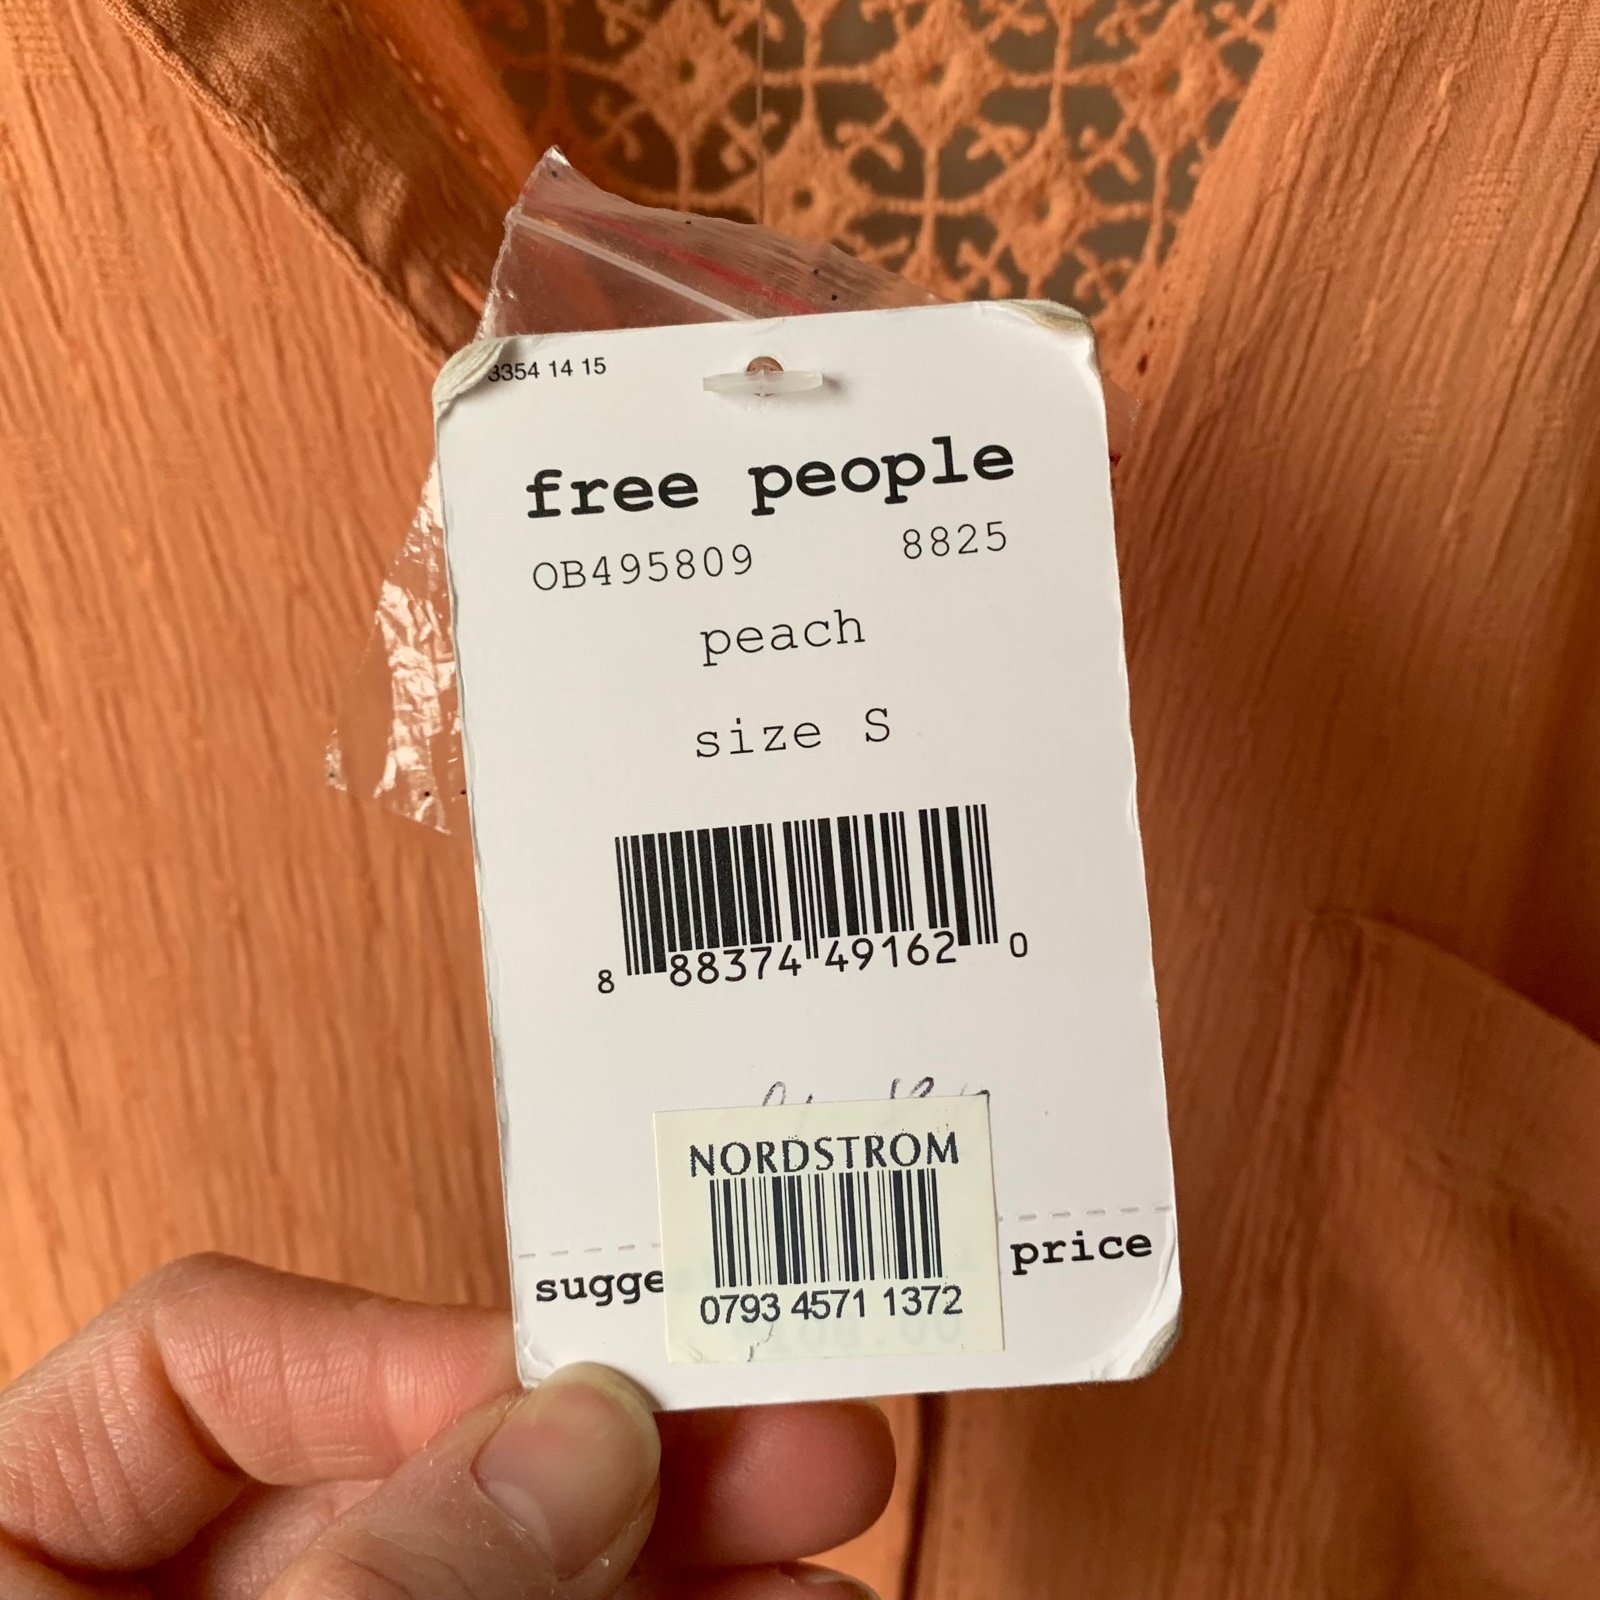 3354 14 15
free people
OB495809 8825
peach
size S
8 88374 49162 0
NORDSTROM
sugge price
0793 4571 1372